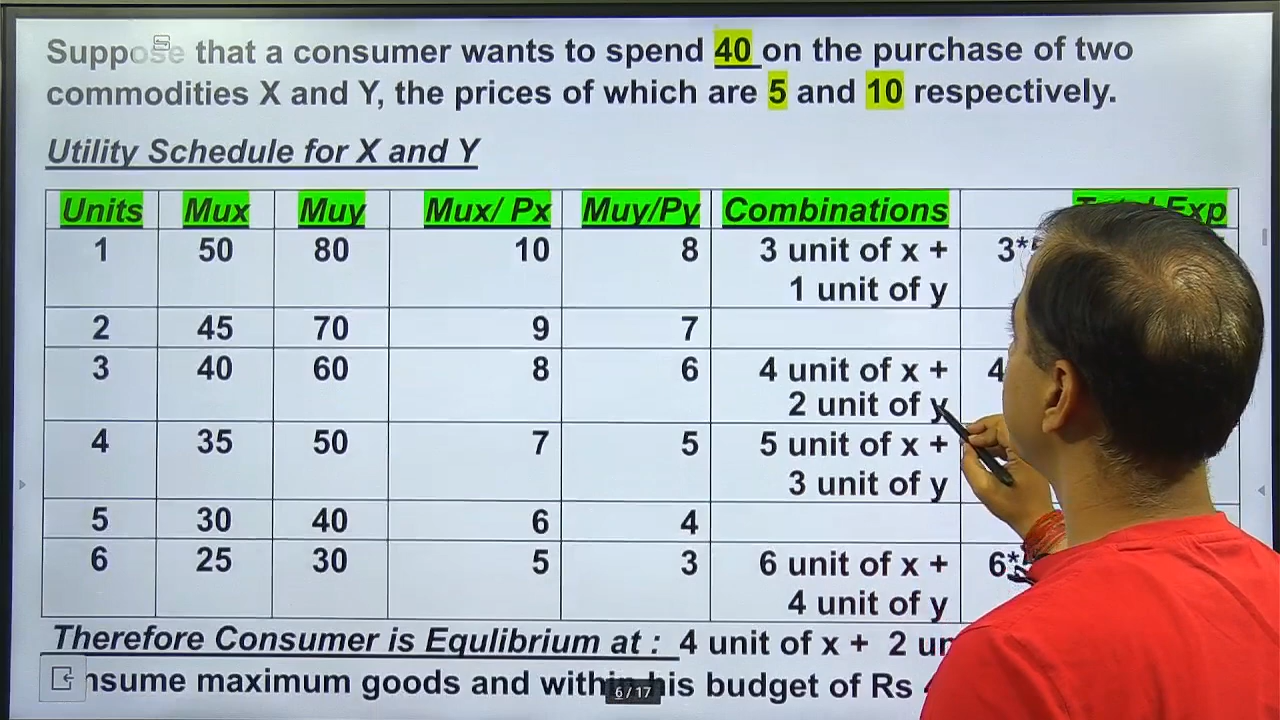 Suppose that a consumer wants to spend 40 on the purchase of two
commodities X and Y, the prices of which are 5 and 10 respectively.
Utility Schedule for X and Y
Units Mux Muy Mux/ Px Muy/Py Combinations Total Exp
1 50 80 10 8 3 unit of x + 3*
1 unit of y
2 45 70 9 7
3 40 60 8 6 4 unit of x + 4
2 unit of y
4 35 50 7 5 5 unit of x +
3 unit of y
5 30 40 6 4
6 25 30 5 3 6 unit of x + 6*
4 unit of y
Therefore Consumer is Equlibrium at : 4 unit of x + 2
nsume maximum goods and within his budget of Rs
6 / 17